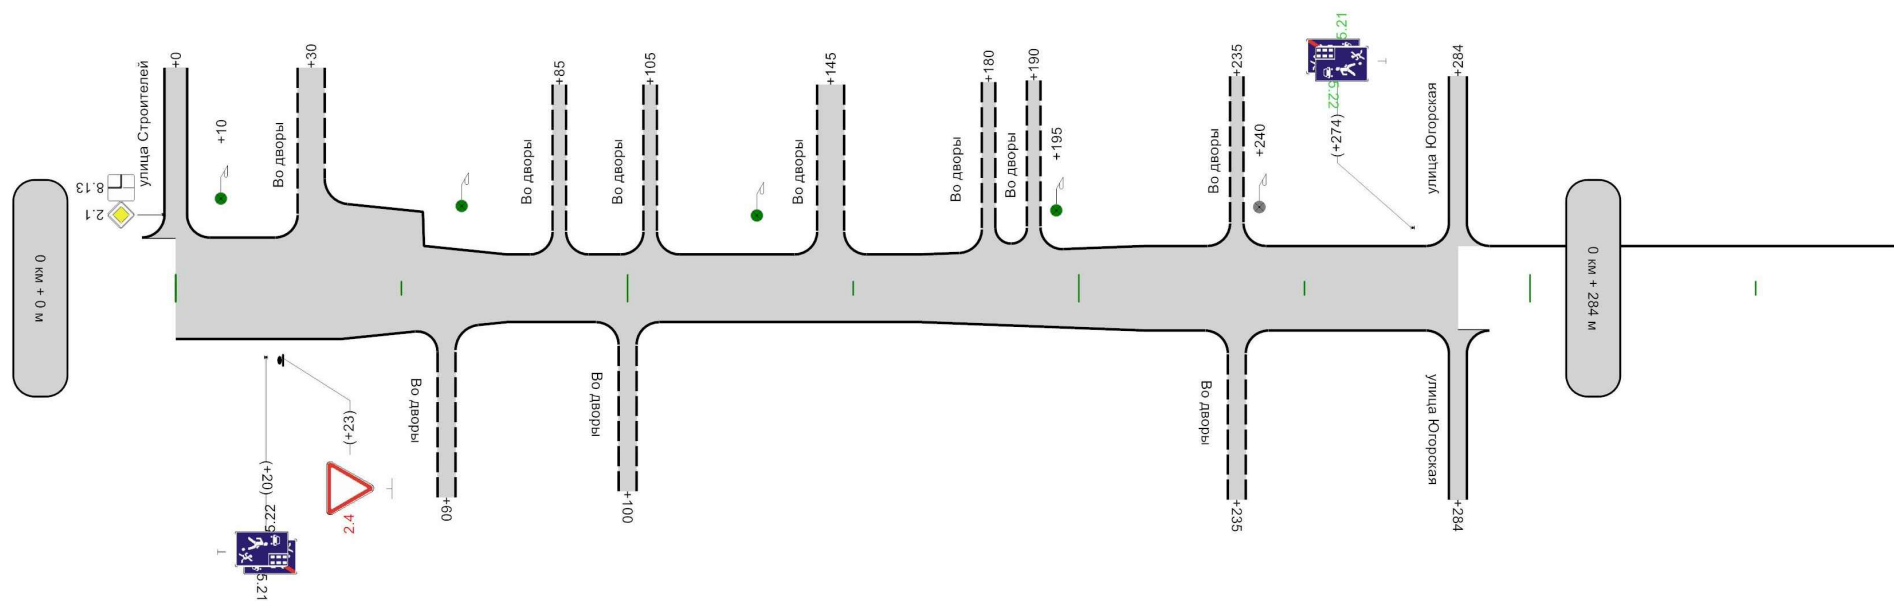 0 км + 0 м
улица Строителей
+0
8.13
2.1
+10
+30
Во дворы
+85
Во дворы
+105
Во дворы
+145
Во дворы
+180
Во дворы
+190
Во дворы
+195
+235
Во дворы
+240
5.21
5.22
(+274)
+284
улица Югорская
0 км + 284 м
(+20)
5.22
5.21
(+23)
2.4
Во дворы
+60
Во дворы
+100
Во дворы
+235
улица Югорская
+284